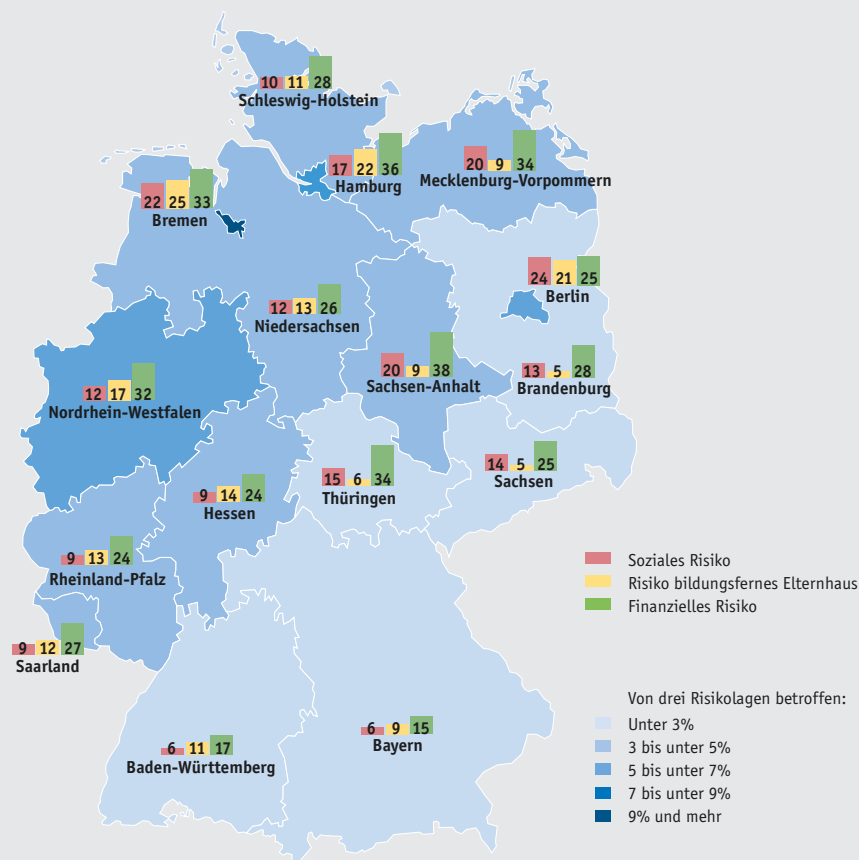 10 11 28
Schleswig-Holstein
17 22 36
Hamburg
20 9 34
Mecklenburg-Vorpommern
22 25 33
Bremen
24 21 25
Berlin
12 13 26
Niedersachsen
20 9 38
Sachsen-Anhalt
13 5 28
Brandenburg
12 17 32
Nordrhein-Westfalen
9 14 24
Hessen
15 6 34
Thüringen
14 5 25
Sachsen
9 13 24
Rheinland-Pfalz
9 12 27
Saarland
6 11 17
Baden-Württemberg
6 9 15
Bayern
Soziales Risiko
Risiko bildungsfernes Elternhaus
Finanzielles Risiko
Von drei Risikolagen betroffen:
Unter 3%
3 bis unter 5%
5 bis unter 7%
7 bis unter 9%
9% und mehr